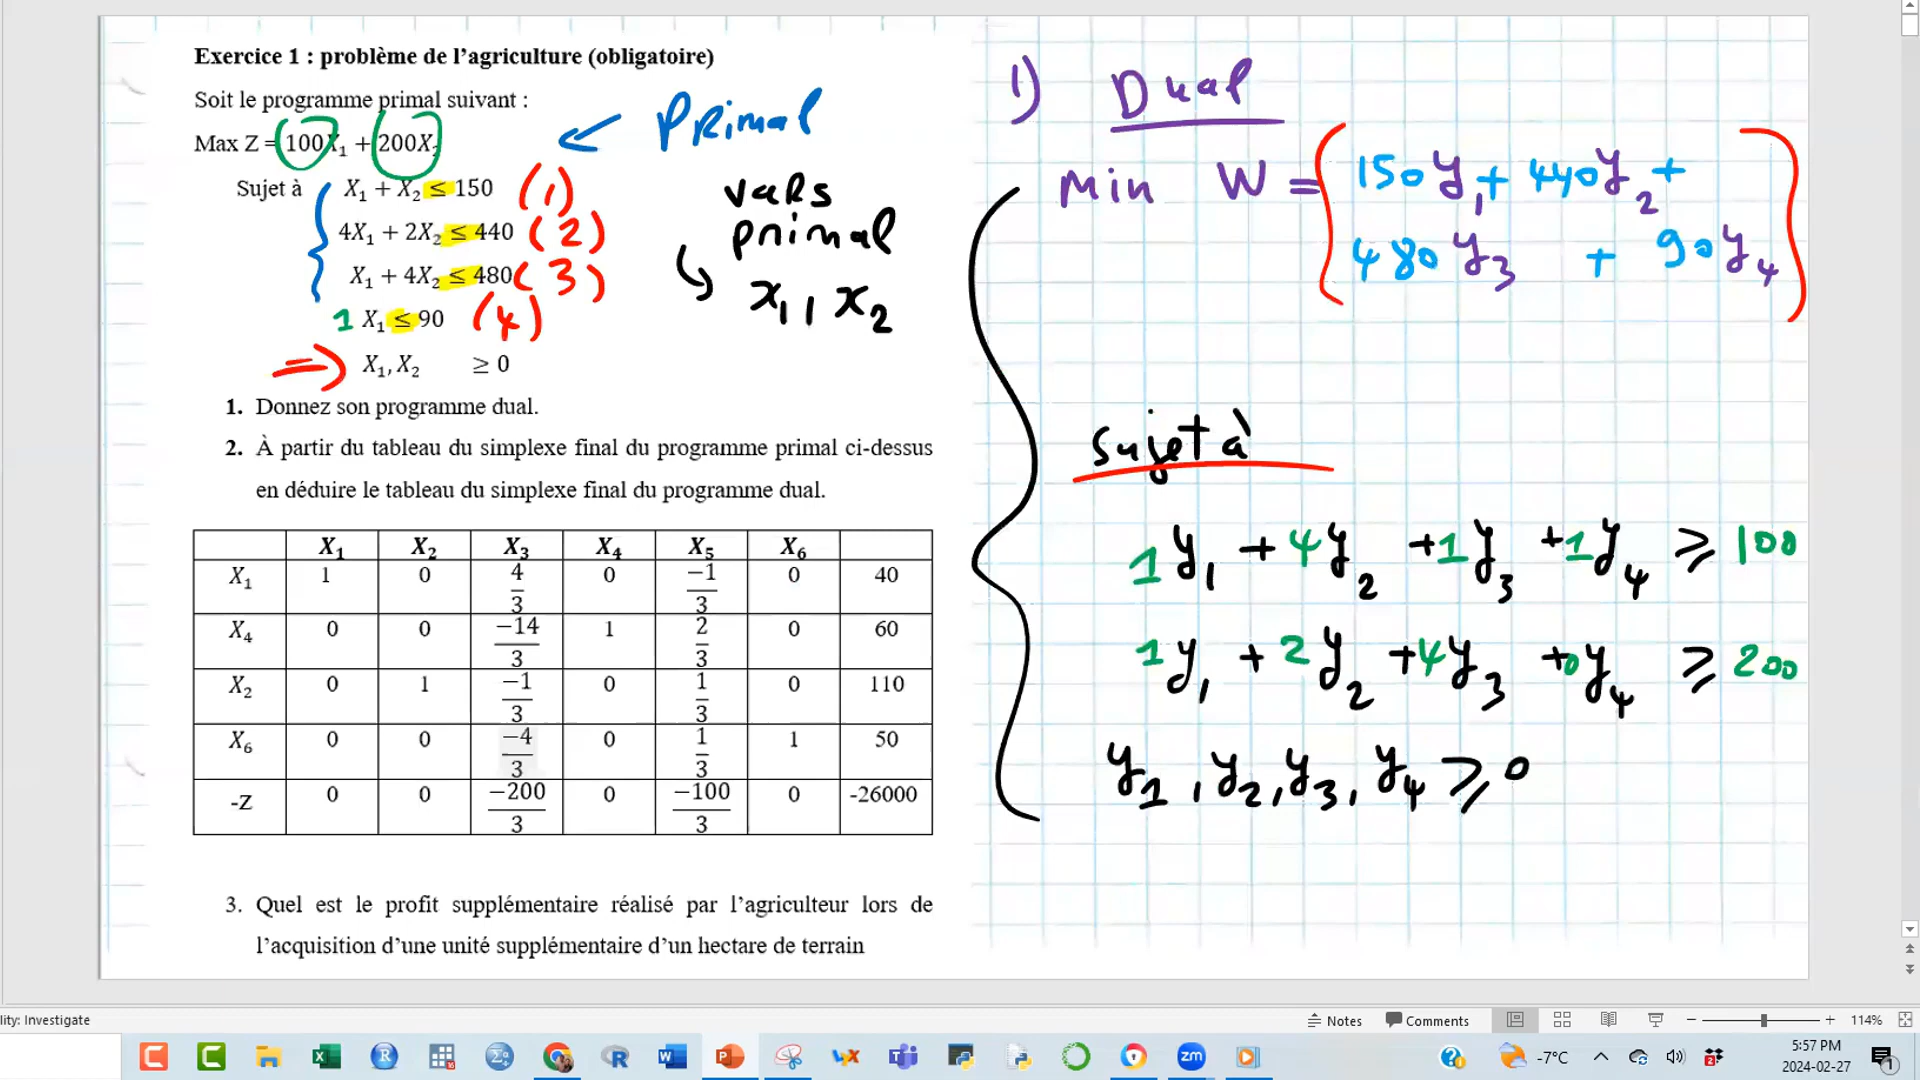 Exercice 1 : problème de l'agriculture (obligatoire)
Soit le programme primal suivant :
Max Z = 100X₁ + 200X₂
Sujet à X₁ + X₂ ≤ 150 (1)
4X₁ + 2X₂ ≤ 440 (2)
X₁ + 4X₂ ≤ 480 (3)
1 X₁ ≤ 90 (4)
⇒ X₁, X₂ ≥ 0
← Primal
vars
primal
x₁, x₂
1. Donnez son programme dual.
2. À partir du tableau du simplexe final du programme primal ci-dessus
en déduire le tableau du simplexe final du programme dual.
X₁ X₂ X₃ X₄ X₅ X₆
X₁ 1 0 4/3 0 -1/3 0 40
X₄ 0 0 -14/3 1 2/3 0 60
X₂ 0 1 -1/3 0 1/3 0 110
X₆ 0 0 -4/3 0 1/3 1 50
-Z 0 0 -200/3 0 -100/3 0 -26000
3. Quel est le profit supplémentaire réalisé par l'agriculteur lors de
l'acquisition d'une unité supplémentaire d'un hectare de terrain
1) Dual
Min W = 150y₁ + 440y₂ +
480y₃ + 90y₄
Sujet à
1y₁ + 4y₂ + 1y₃ + 1y₄ ≥ 100
1y₁ + 2y₂ + 4y₃ + 0y₄ ≥ 200
y₁, y₂, y₃, y₄ ≥ 0
lity: Investigate
Notes
Comments
114%
-7°C
5:57 PM
2024-02-27